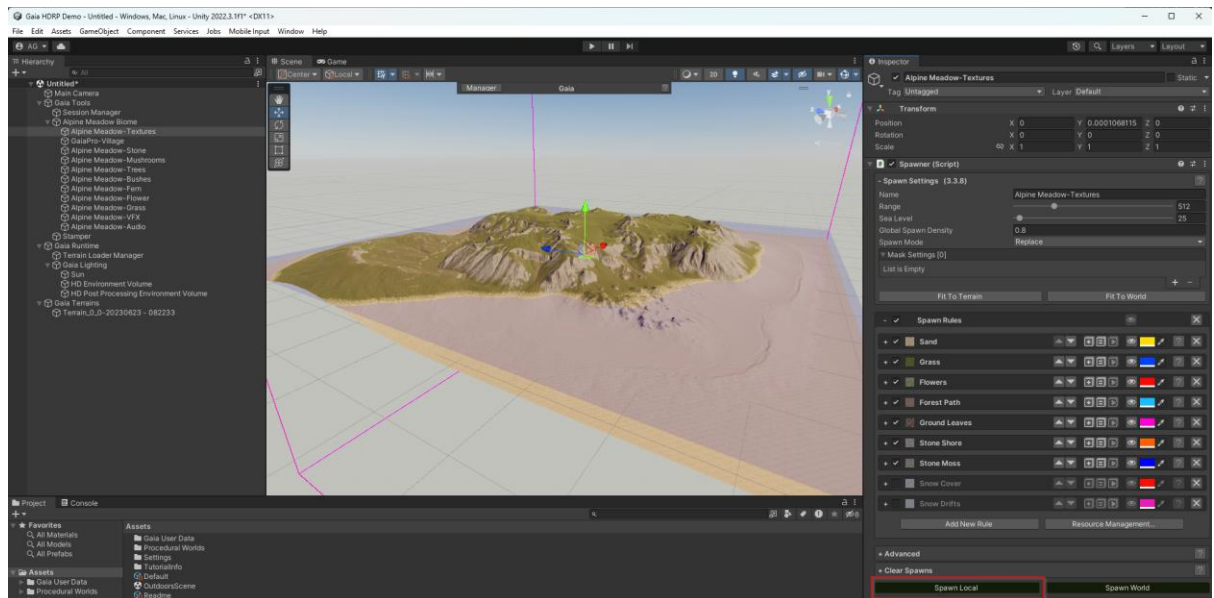 Gaia HDRP Demo - Untitled - Windows, Mac, Linux - Unity 2022.3.1f1* <DX11>
File Edit Assets GameObject Component Services Jobs Mobile Input Window Help
AG
Layers Layout
Hierarchy
All
Untitled*
Main Camera
Gaia Tools
Session Manager
Alpine Meadow Biome
Alpine Meadow-Textures
GaiaPro-Village
Alpine Meadow-Stone
Alpine Meadow-Mushrooms
Alpine Meadow-Trees
Alpine Meadow-Bushes
Alpine Meadow-Fern
Alpine Meadow-Flower
Alpine Meadow-Grass
Alpine Meadow-VFX
Alpine Meadow-Audio
Stamper
Gaia Runtime
Terrain Loader Manager
Gaia Lighting
Sun
HD Environment Volume
HD Post Processing Environment Volume
Gaia Terrains
Terrain_0_0-20230623 - 082233
Scene Game
Center Local 2D
Manager Gaia
Project Console
Favorites
All Materials
All Models
All Prefabs
Assets
Gaia User Data
Procedural Worlds
Assets
Gaia User Data
Procedural Worlds
Settings
TutorialInfo
Default
OutdoorsScene
Readme
Inspector
Alpine Meadow-Textures Static
Tag Untagged Layer Default
Transform
Position X 0 Y 0.0001068115 Z 0
Rotation X 0 Y 0 Z 0
Scale X 1 Y 1 Z 1
Spawner (Script)
- Spawn Settings (3.3.8)
Name Alpine Meadow-Textures
Range 512
Sea Level 25
Global Spawn Density 0.8
Spawn Mode Replace
Mask Settings [0]
List is Empty
+ -
Fit To Terrain Fit To World
- Spawn Rules
+ Sand
+ Grass
+ Flowers
+ Forest Path
+ Ground Leaves
+ Stone Shore
+ Stone Moss
+ Snow Cover
+ Snow Drifts
Add New Rule Resource Management...
+ Advanced
+ Clear Spawns
Spawn Local Spawn World